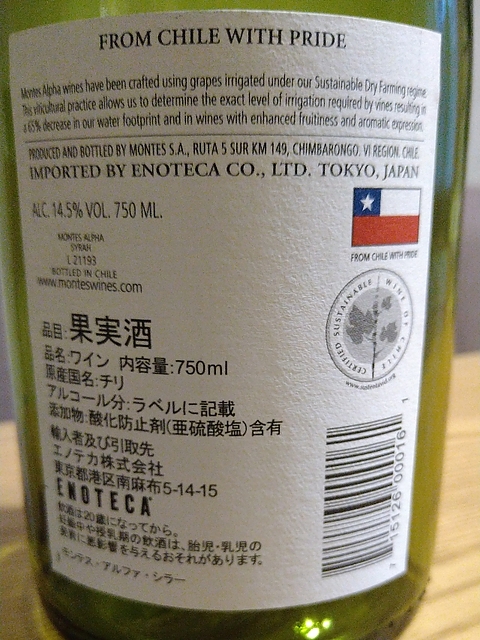 FROM CHILE WITH PRIDE
Montes Alpha wines have been crafted using grapes irrigated under our Sustainable Dry Farming regime.
This viticultural practice allows us to determine the exact level of irrigation required by vines resulting in
a 65% decrease in our water footprint and in wines with enhanced fruitiness and aromatic expression.
PRODUCED AND BOTTLED BY MONTES S.A., RUTA 5 SUR KM 149, CHIMBARONGO. VI REGION. CHILE.
IMPORTED BY ENOTECA CO., LTD. TOKYO, JAPAN
ALC. 14.5% VOL. 750 ML.
MONTES ALPHA
SYRAH
L 21193
BOTTLED IN CHILE
www.monteswines.com
FROM CHILE WITH PRIDE
CERTIFIED SUSTAINABLE WINE OF CHILE
品目:果実酒
品名:ワイン 内容量:750ml
原産国名:チリ
アルコール分:ラベルに記載
添加物:酸化防止剤(亜硫酸塩)含有
輸入者及び引取先
エノテカ株式会社
東京都港区南麻布5-14-15
ENOTECA
飲酒は20歳になってから。
妊娠中や授乳期の飲酒は、胎児・乳児の
発育に悪影響を与えるおそれがあります。
モンテス・アルファ・シラー
7 15126 00016 1